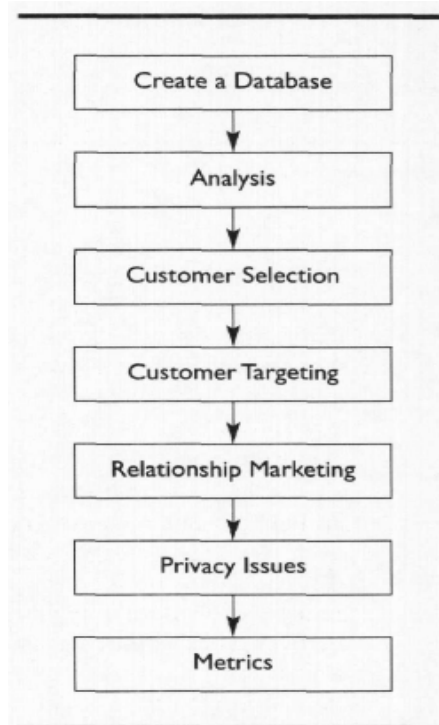 Create a Database
Analysis
Customer Selection
Customer Targeting
Relationship Marketing
Privacy Issues
Metrics